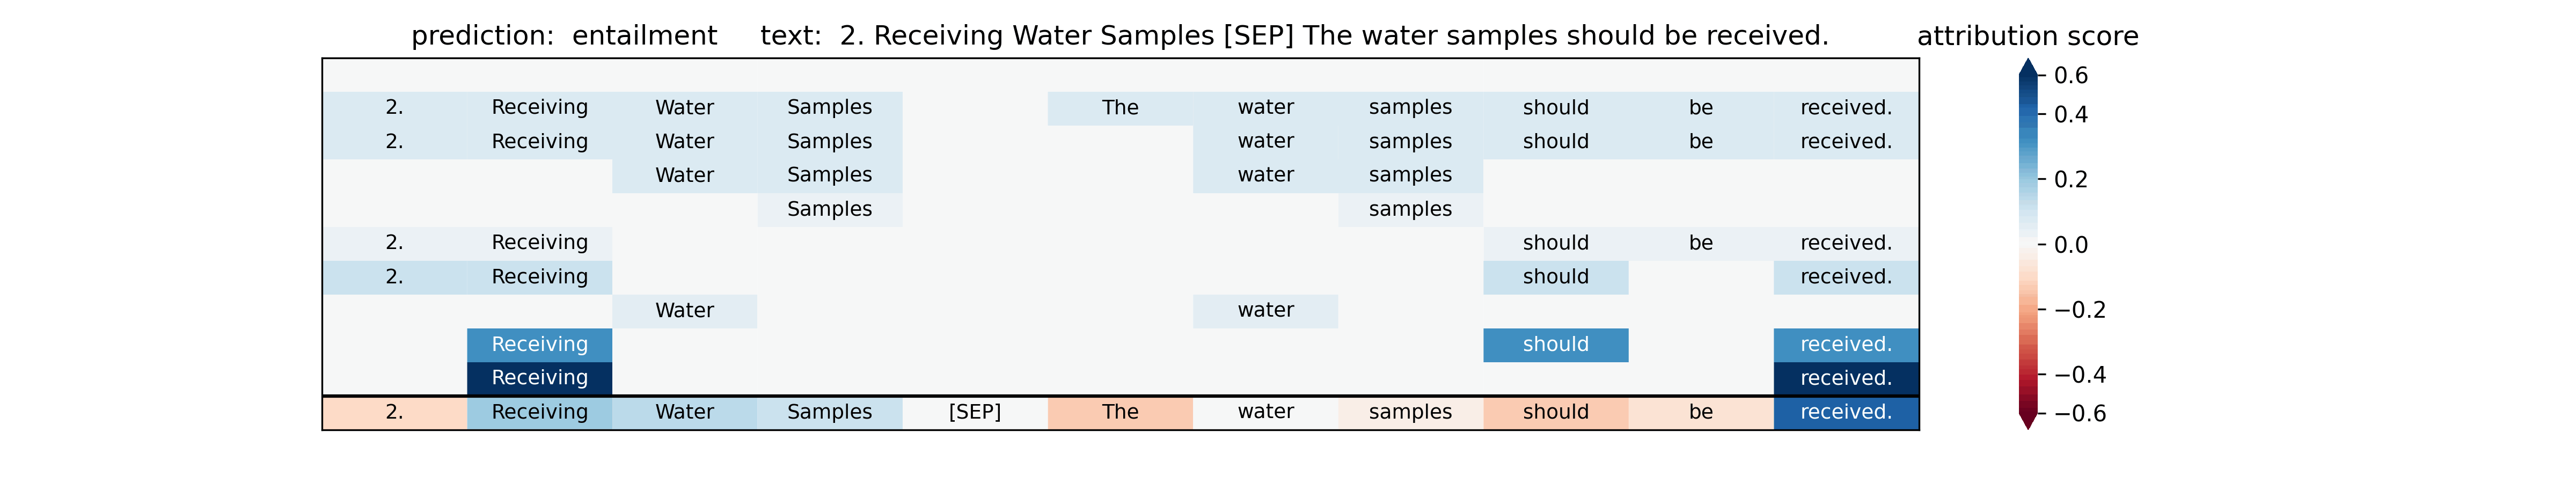 prediction: entailment text: 2. Receiving Water Samples [SEP] The water samples should be received. attribution score
2. Receiving Water Samples The water samples should be received.
2. Receiving Water Samples water samples should be received.
Water Samples water samples
Samples samples
2. Receiving should be received.
2. Receiving should received.
Water water
Receiving should received.
Receiving received.
2. Receiving Water Samples [SEP] The water samples should be received.
0.6
0.4
0.2
0.0
−0.2
−0.4
−0.6